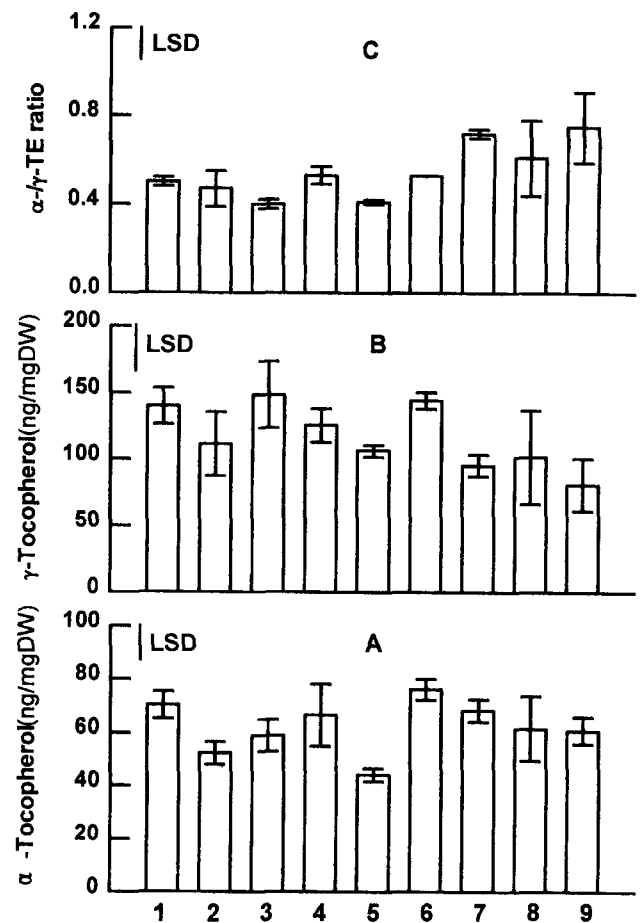 1.2
LSD
C
0.8
0.4
0.0
α-/γ-TE ratio
200
LSD
B
150
100
50
0
γ-Tocopherol(ng/mgDW)
100
LSD
A
80
60
40
20
0
α -Tocopherol(ng/mgDW)
1 2 3 4 5 6 7 8 9